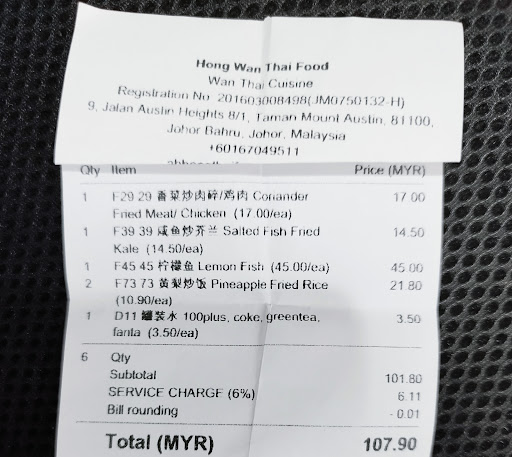 Hong Wan Thai Food
Wan Thai Cuisine
Registration No 201603008498(JM0750132-H)
9, Jalan Austin Heights 8/1, Taman Mount Austin, 81100,
Johor Bahru, Johor, Malaysia
+60167049511
Qty Item Price (MYR)
1 F29 29 香菜炒肉碎/鸡肉 Coriander 17.00
Fried Meat/ Chicken (17.00/ea)
1 F39 39 咸鱼炒芥兰 Salted Fish Fried 14.50
Kale (14.50/ea)
1 F45 45 柠檬鱼 Lemon Fish (45.00/ea) 45.00
2 F73 73 黄梨炒饭 Pineapple Fried Rice 21.80
(10.90/ea)
1 D11 罐装水 100plus, coke, greentea, 3.50
fanta (3.50/ea)
6 Qty
Subtotal 101.80
SERVICE CHARGE (6%) 6.11
Bill rounding - 0.01
Total (MYR) 107.90